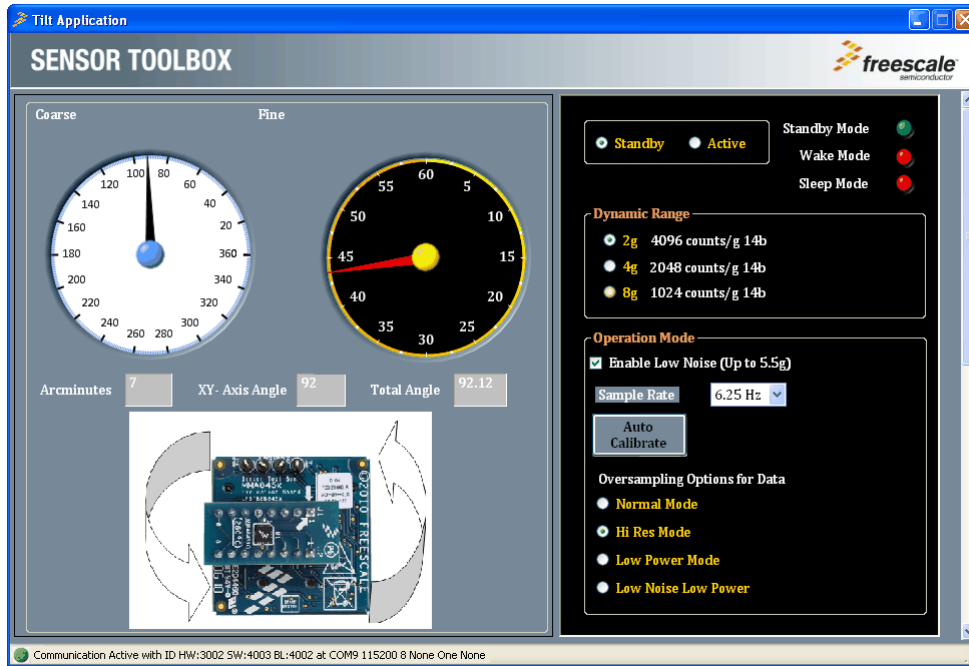 Tilt Application
SENSOR TOOLBOX
freescale
semiconductor
Coarse Fine
20
40
60
80
100
120
140
160
180
200
220
240
260
280
300
320
340
360
60
5
10
15
20
25
30
35
40
45
50
55
Arcminutes 7 XY- Axis Angle 92 Total Angle 92.12
©2010 FREESCALE
Standby Active
Standby Mode
Wake Mode
Sleep Mode
Dynamic Range
2g 4096 counts/g 14b
4g 2048 counts/g 14b
8g 1024 counts/g 14b
Operation Mode
Enable Low Noise (Up to 5.5g)
Sample Rate 6.25 Hz
Auto
Calibrate
Oversampling Options for Data
Normal Mode
Hi Res Mode
Low Power Mode
Low Noise Low Power
Communication Active with ID HW:3002 SW:4003 BL:4002 at COM9 115200 8 None One None